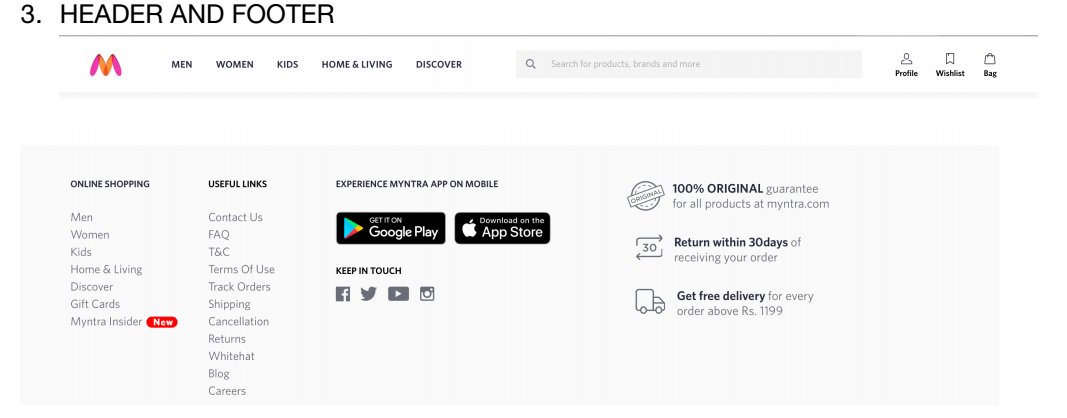 3. HEADER AND FOOTER
MEN WOMEN KIDS HOME & LIVING DISCOVER
Search for products, brands and more
Profile Wishlist Bag
ONLINE SHOPPING
Men
Women
Kids
Home & Living
Discover
Gift Cards
Myntra Insider New
USEFUL LINKS
Contact Us
FAQ
T&C
Terms Of Use
Track Orders
Shipping
Cancellation
Returns
Whitehat
Blog
Careers
EXPERIENCE MYNTRA APP ON MOBILE
GET IT ON
Google Play
Download on the
App Store
KEEP IN TOUCH
ORIGINAL
100% ORIGINAL guarantee
for all products at myntra.com
30
Return within 30days of
receiving your order
Get free delivery for every
order above Rs. 1199